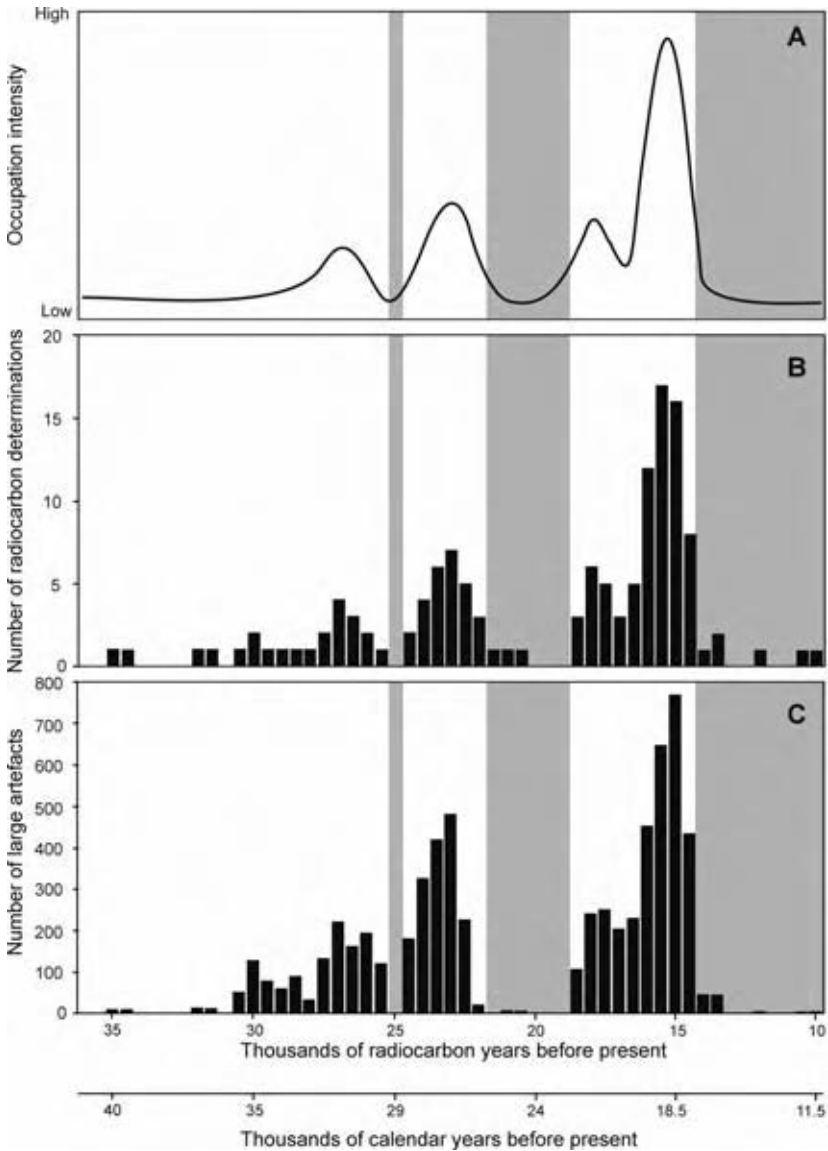 High
A
Occupation intensity
Low
20
B
15
10
5
0
Number of radiocarbon determinations
800
C
700
600
500
400
300
200
100
0
Number of large artefacts
35 30 25 20 15 10
Thousands of radiocarbon years before present
40 35 29 24 18.5 11.5
Thousands of calendar years before present